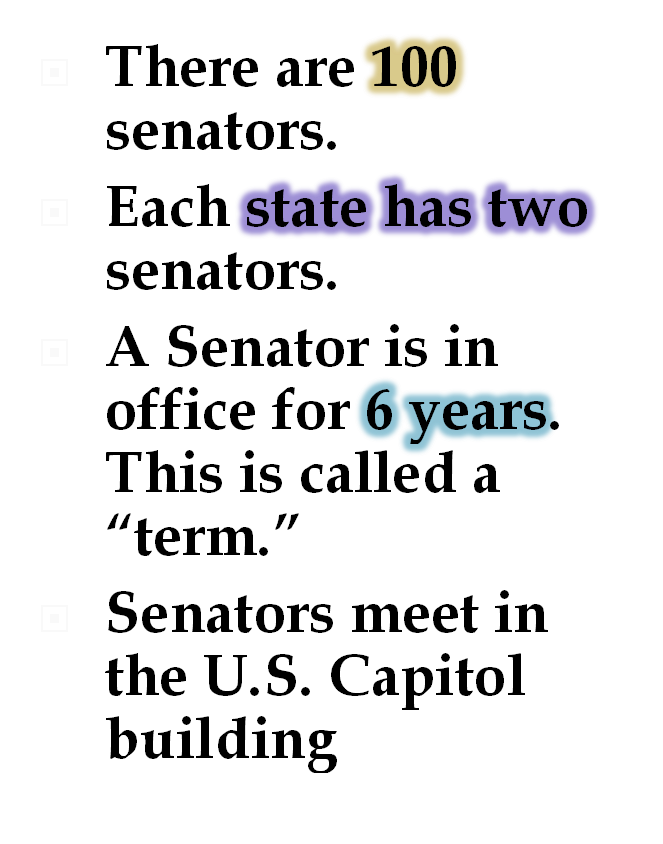 There are 100
senators.
Each state has two
senators.
A Senator is in
office for 6 years.
This is called a
“term.”
Senators meet in
the U.S. Capitol
building